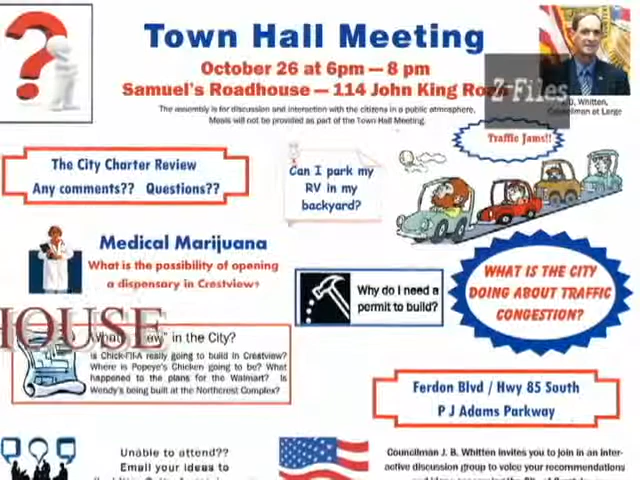 Town Hall Meeting
October 26 at 6pm — 8 pm
Samuel's Roadhouse — 114 John King
Z-Files
The assembly is for discussion and interaction with the citizens in a public atmosphere.
Meals will not be provided as part of the Town Hall Meeting.
Whitten,
Councilman at Large
Traffic Jams!!
The City Charter Review
Any comments?? Questions??
Can I park my
RV in my
backyard?
Medical Marijuana
What is the possibility of opening
a dispensary in Crestview?
Why do I need a
permit to build?
WHAT IS THE CITY
DOING ABOUT TRAFFIC
CONGESTION?
HOUSE
in the City?
Is Chick-Fil-A really going to build in Crestview?
Where is Popeye's Chicken going to be? What
happened to the plans for the Walmart? Is
Wendy's being built at the Northcrest Complex?
Ferdon Blvd / Hwy 85 South
P J Adams Parkway
Unable to attend??
Email your ideas to
Councilman J. B. Whitten invites you to join in an inter-
active discussion group to voice your recommendations